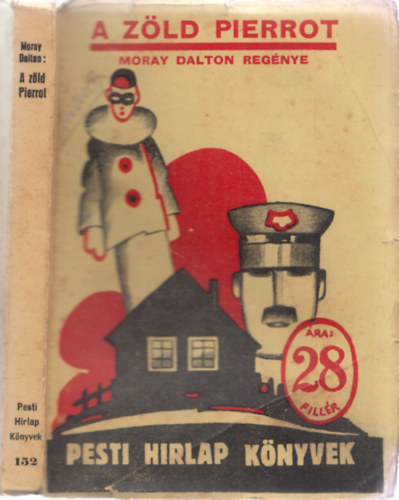 Moray
Dalton:
A zöld
Pierrot
Pesti
Hirlap
Könyvek
152
A ZÖLD PIERROT
MORAY DALTON REGÉNYE
ÁRA:
28
FILLÉR
PESTI HIRLAP KÖNYVEK